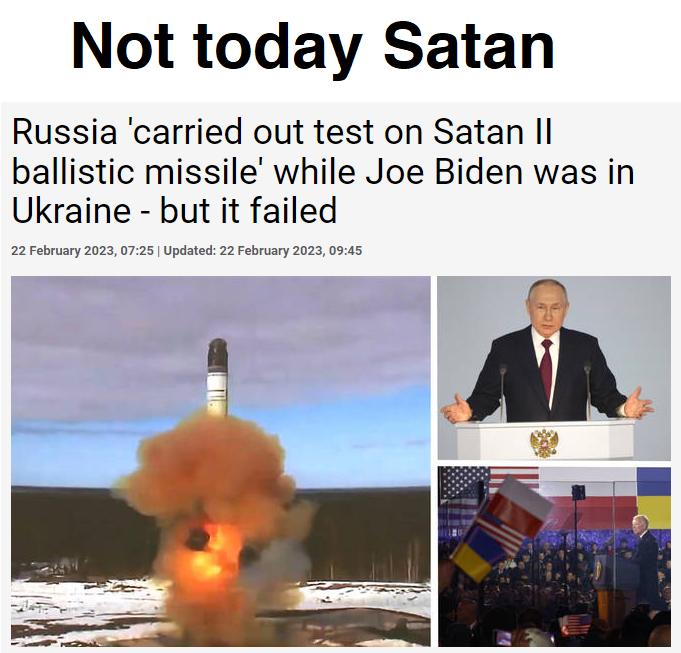 Not today Satan
Russia 'carried out test on Satan II
ballistic missile' while Joe Biden was in
Ukraine - but it failed
22 February 2023, 07:25 | Updated: 22 February 2023, 09:45